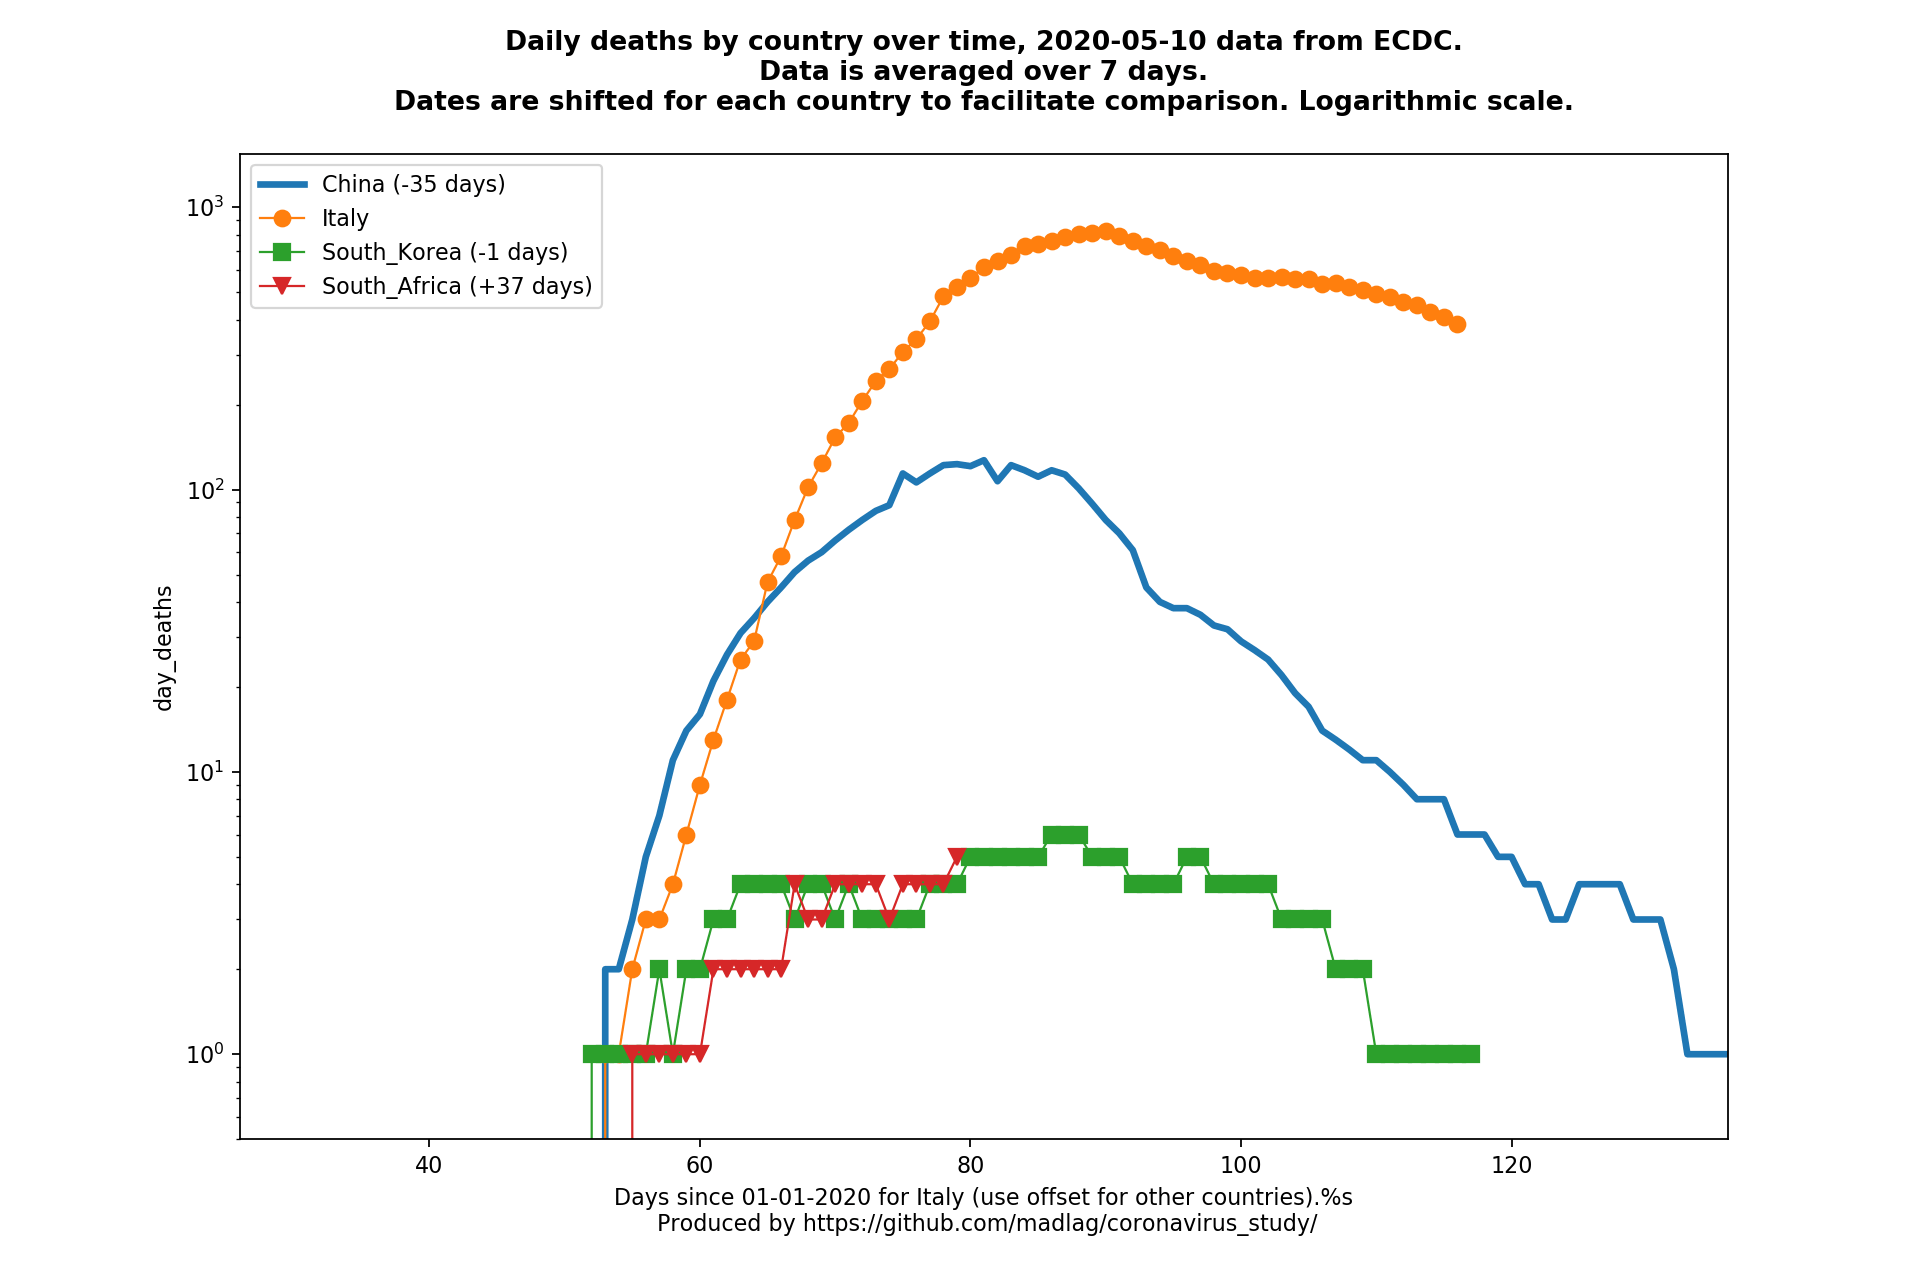 Daily deaths by country over time, 2020-05-10 data from ECDC.
Data is averaged over 7 days.
Dates are shifted for each country to facilitate comparison. Logarithmic scale.
China (-35 days)
Italy
South_Korea (-1 days)
South_Africa (+37 days)
10³
10²
10¹
10⁰
day_deaths
40 60 80 100 120
Days since 01-01-2020 for Italy (use offset for other countries).%s
Produced by https://github.com/madlag/coronavirus_study/